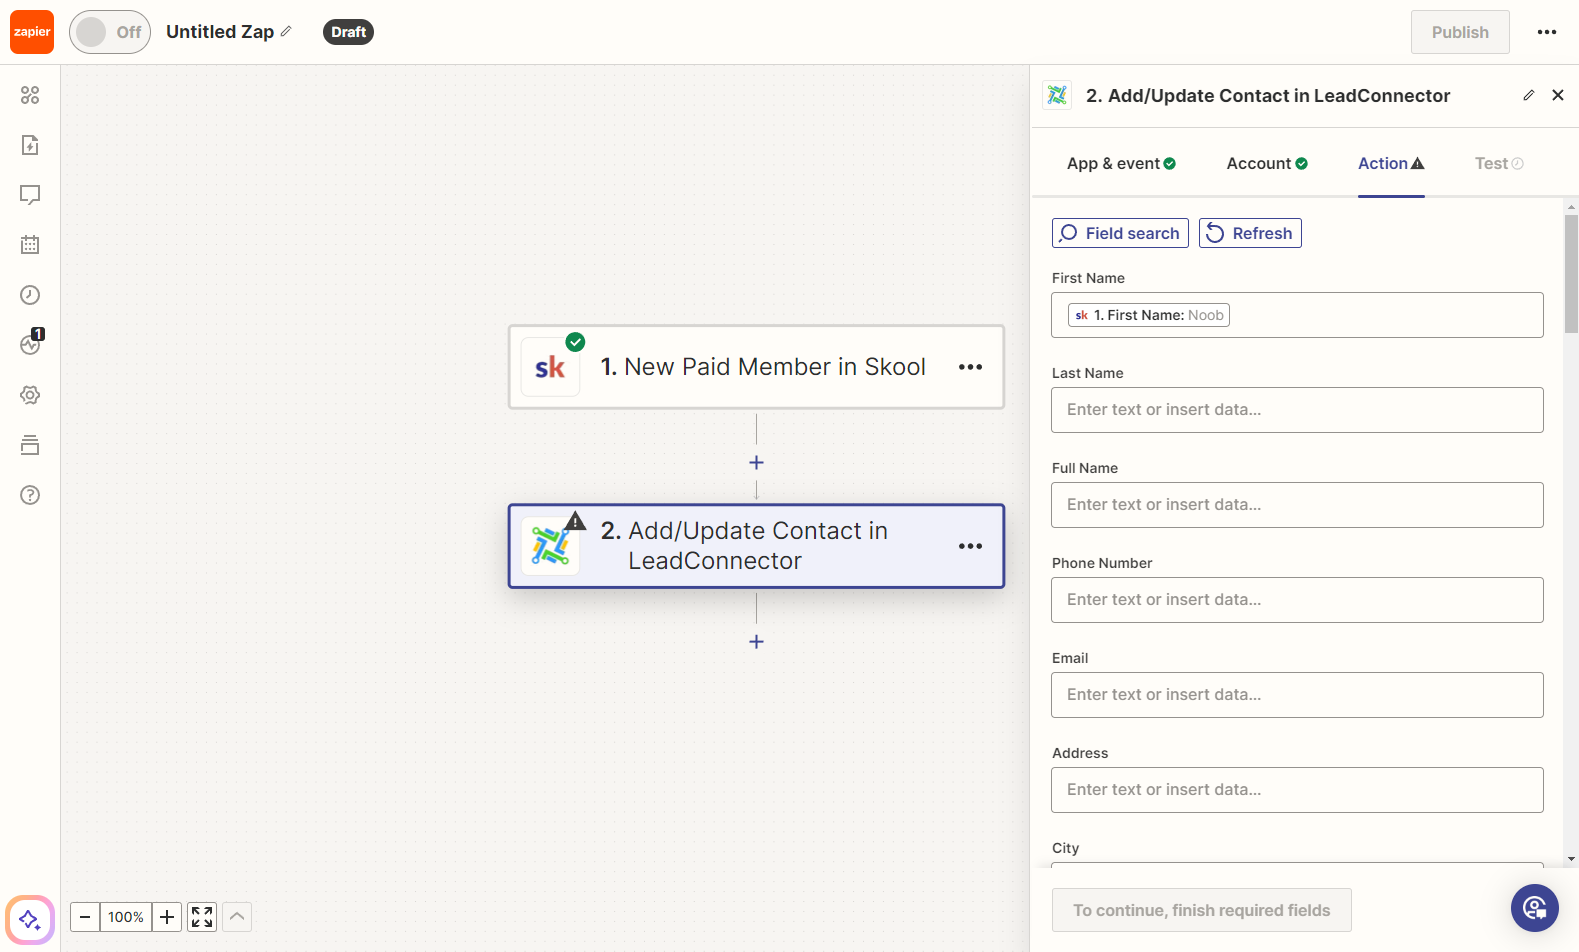 zapier
Off
Untitled Zap
Draft
Publish
1
sk
1. New Paid Member in Skool
2. Add/Update Contact in
LeadConnector
100%
2. Add/Update Contact in LeadConnector
App & event
Account
Action
Test
Field search
Refresh
First Name
sk 1. First Name: Noob
Last Name
Enter text or insert data...
Full Name
Enter text or insert data...
Phone Number
Enter text or insert data...
Email
Enter text or insert data...
Address
Enter text or insert data...
City
To continue, finish required fields